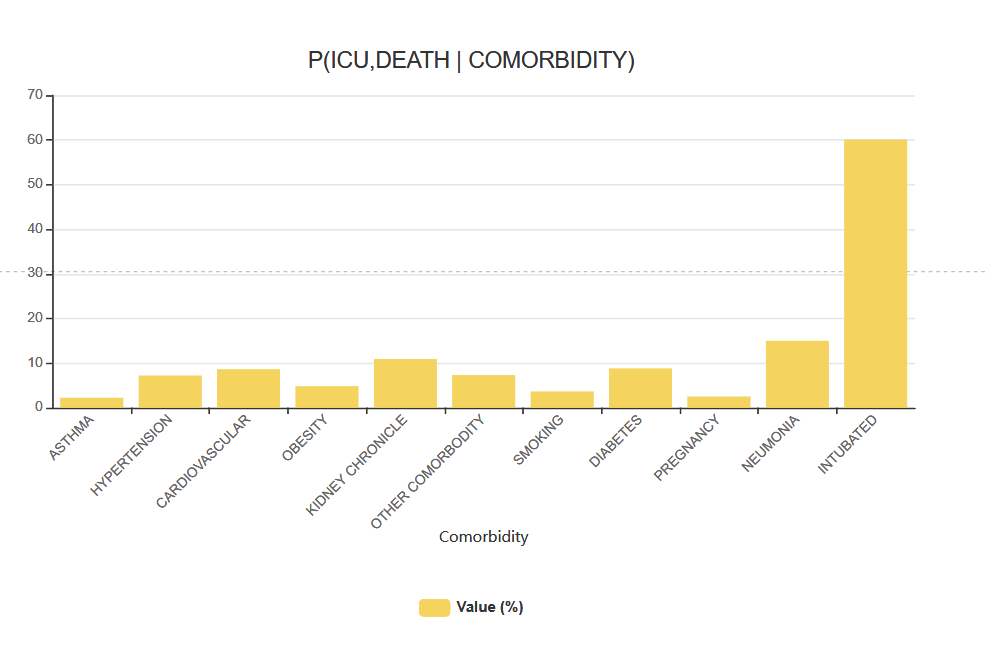 P(ICU,DEATH | COMORBIDITY)
70
60
50
40
30
20
10
0
ASTHMA
HYPERTENSION
CARDIOVASCULAR
OBESITY
KIDNEY CHRONICLE
OTHER COMORBODITY
SMOKING
DIABETES
PREGNANCY
NEUMONIA
INTUBATED
Comorbidity
Value (%)